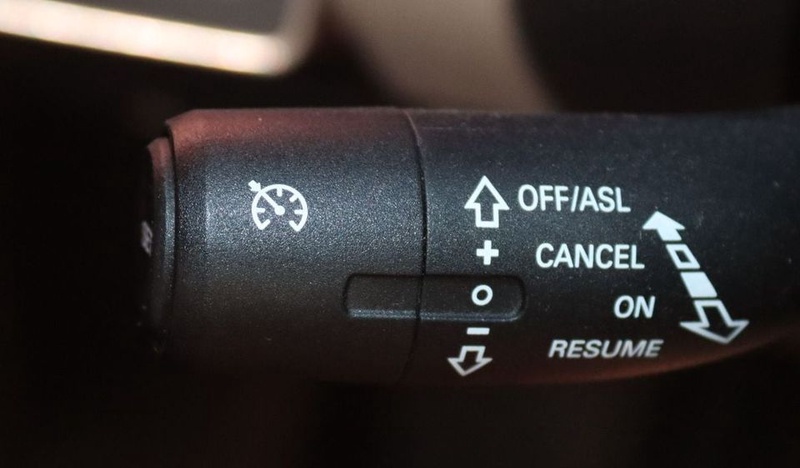 OFF/ASL
+ CANCEL
O ON
- RESUME